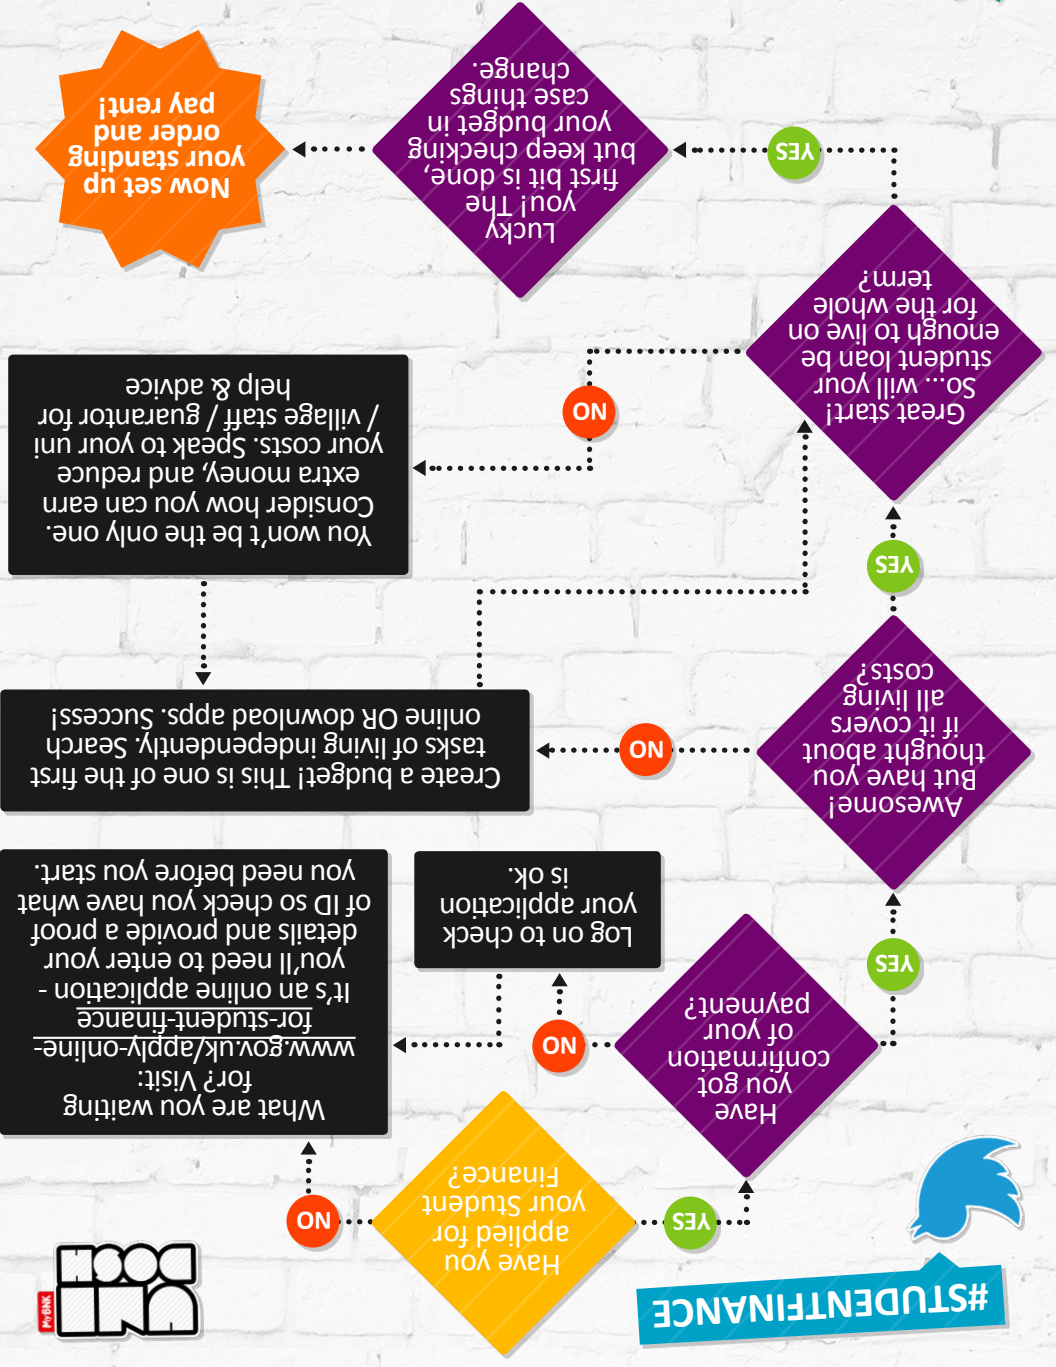 #STUDENTFINANCE
UNI
DOSH
MyBNK
Have you
applied for
your Student
Finance?
NO
YES
What are you waiting
for? Visit:
www.gov.uk/apply-online-
for-student-finance
It's an online application -
you'll need to enter your
details and provide a proof
of ID so check you have what
you need before you start.
Have
you got
confirmation
of your
payment?
NO
YES
Log on to check
your application
is ok.
Awesome!
But have you
thought about
if it covers
all living
costs?
NO
YES
Create a budget! This is one of the first
tasks of living independently. Search
online OR download apps. Success!
Great start!
So... will your
student loan be
enough to live on
for the whole
term?
NO
YES
You won't be the only one.
Consider how you can earn
extra money, and reduce
your costs. Speak to your uni
/ village staff / guarantor for
help & advice
Lucky
you! The
first bit is done,
but keep checking
your budget in
case things
change.
Now set up
your standing
order and
pay rent!